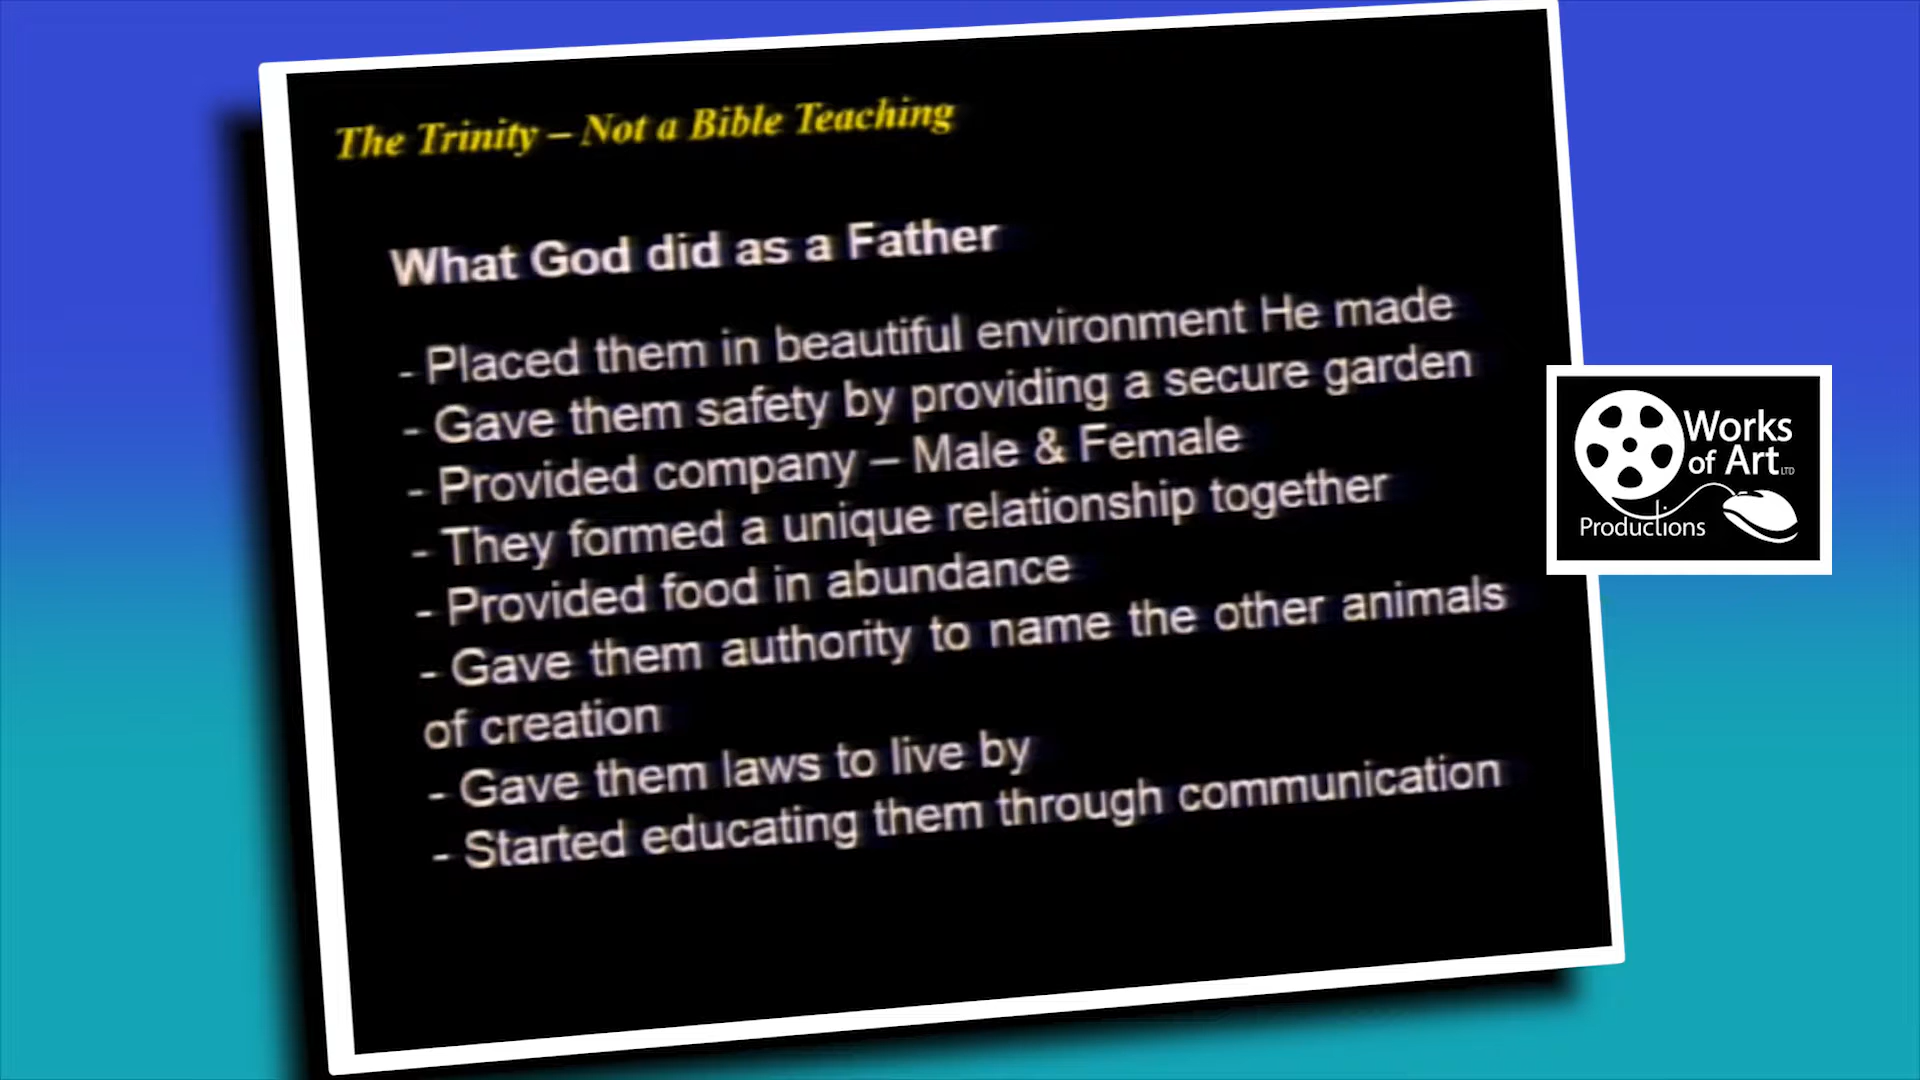 The Trinity – Not a Bible Teaching
What God did as a Father
- Placed them in beautiful environment He made
- Gave them safety by providing a secure garden
- Provided company – Male & Female
- They formed a unique relationship together
- Provided food in abundance
- Gave them authority to name the other animals
of creation
- Gave them laws to live by
- Started educating them through communication
Works
of Art LTD
Productions